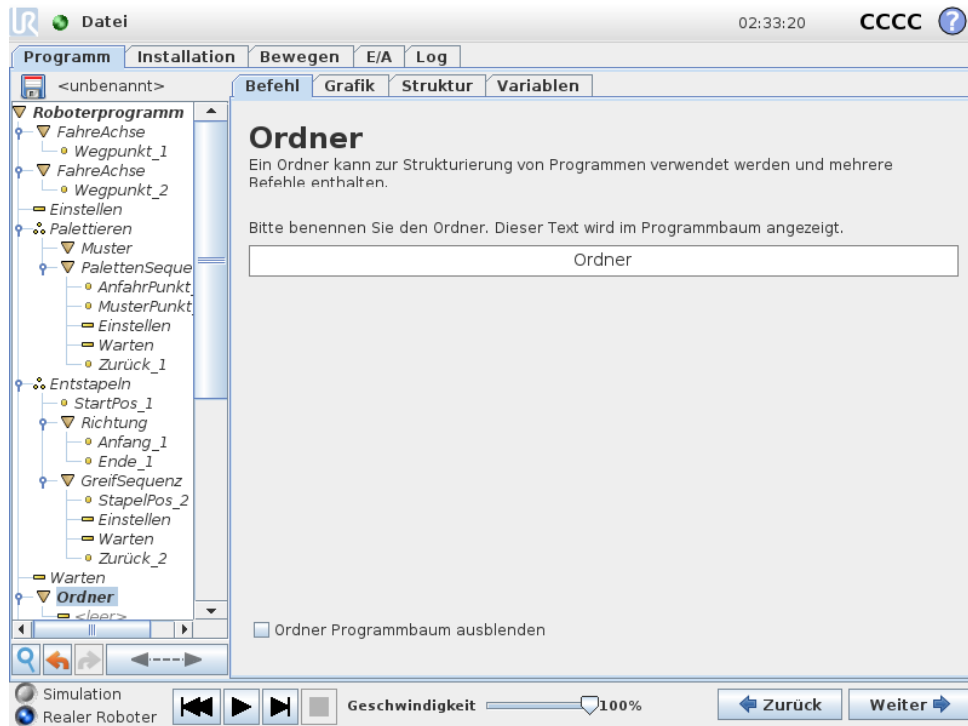 UR Datei 02:33:20 CCCC ?
Programm Installation Bewegen E/A Log
<unbenannt> Befehl Grafik Struktur Variablen
Roboterprogramm
FahreAchse
Wegpunkt_1
FahreAchse
Wegpunkt_2
Einstellen
Palettieren
Muster
PalettenSeque
AnfahrPunkt_
MusterPunkt
Einstellen
Warten
Zurück_1
Entstapeln
StartPos_1
Richtung
Anfang_1
Ende_1
GreifSequenz
StapelPos_2
Einstellen
Warten
Zurück_2
Warten
Ordner
<leer>
Ordner
Ein Ordner kann zur Strukturierung von Programmen verwendet werden und mehrere
Befehle enthalten.
Bitte benennen Sie den Ordner. Dieser Text wird im Programmbaum angezeigt.
Ordner
Ordner Programmbaum ausblenden
Simulation
Realer Roboter
Geschwindigkeit 100%
Zurück Weiter